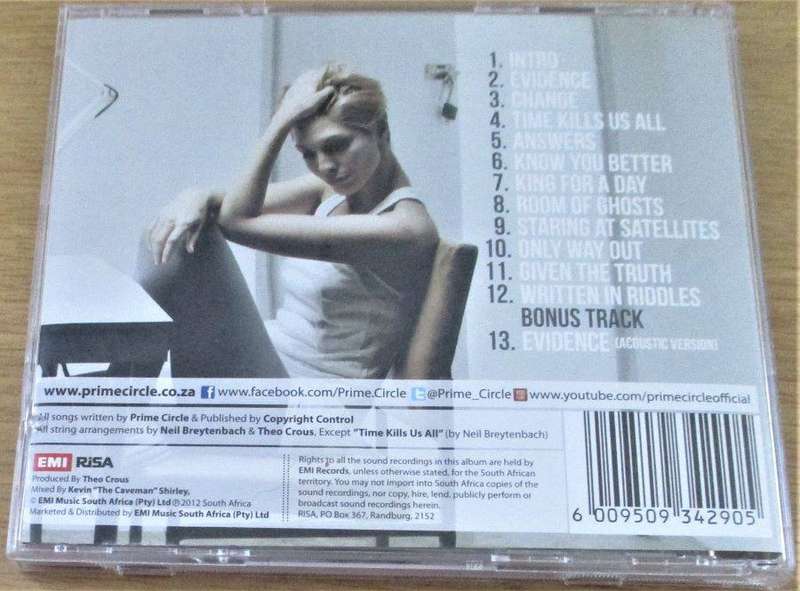 1. INTRO
2. EVIDENCE
3. CHANGE
4. TIME KILLS US ALL
5. ANSWERS
6. KNOW YOU BETTER
7. KING FOR A DAY
8. ROOM OF GHOSTS
9. STARING AT SATELLITES
10. ONLY WAY OUT
11. GIVEN THE TRUTH
12. WRITTEN IN RIDDLES
BONUS TRACK
13. EVIDENCE (ACOUSTIC VERSION)
www.primecircle.co.za f www.facebook.com/Prime.Circle t @Prime_Circle www.youtube.com/primecircleofficial
All songs written by Prime Circle & Published by Copyright Control
All string arrangements by Neil Breytenbach & Theo Crous, Except "Time Kills Us All" (by Neil Breytenbach)
EMI RiSA
Produced By Theo Crous
Mixed By Kevin "The Caveman" Shirley,
© EMI Music South Africa (Pty) Ltd ℗ 2012 South Africa
Marketed & Distributed by EMI Music South Africa (Pty) Ltd
Rights to all the sound recordings in this album are held by
EMI Records, unless otherwise stated, for the South African
territory. You may not import into South Africa copies of the
sound recordings, nor copy, hire, lend, publicly perform or
broadcast sound recordings herein.
RISA, PO Box 367, Randburg, 2152
6 009509 342905